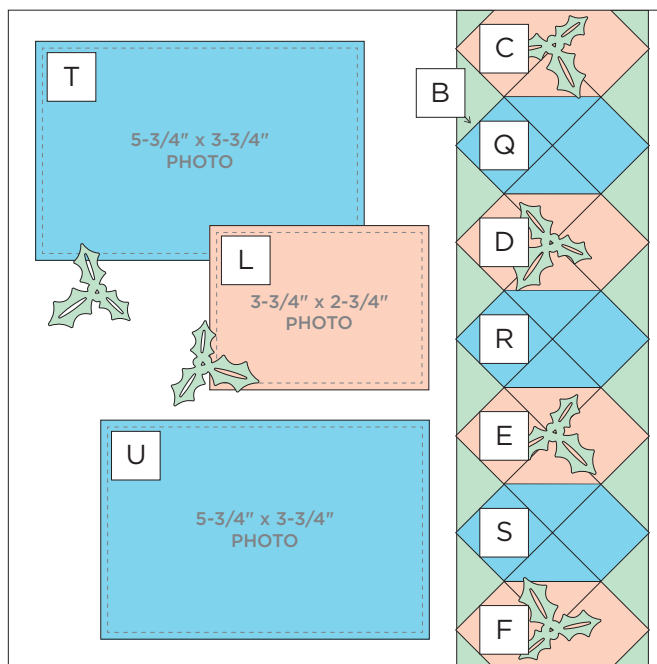 T
5-3/4" x 3-3/4"
PHOTO
L
3-3/4" x 2-3/4"
PHOTO
U
5-3/4" x 3-3/4"
PHOTO
C
B
Q
D
R
E
S
F